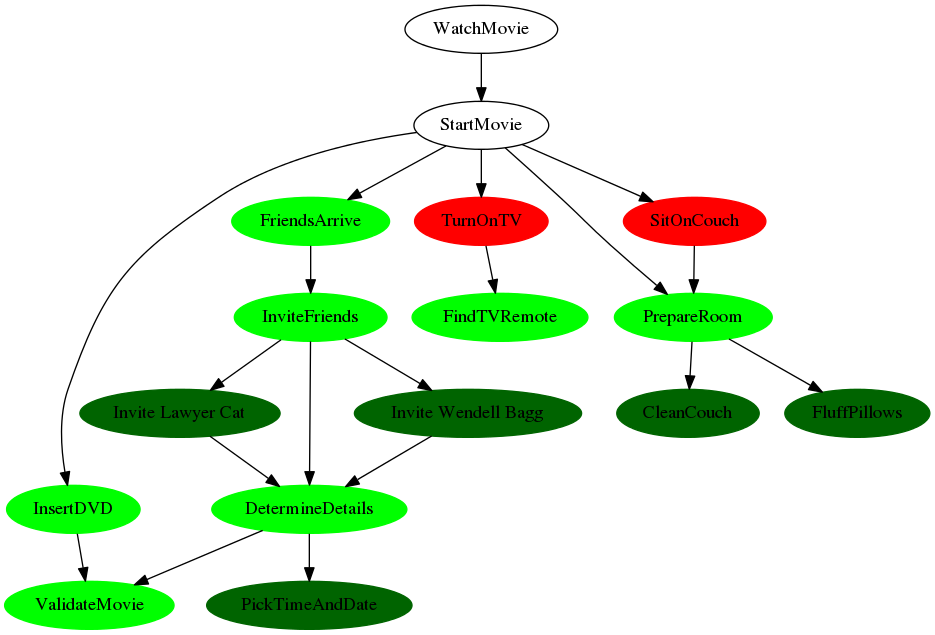 WatchMovie
StartMovie
FriendsArrive
TurnOnTV
SitOnCouch
InviteFriends
FindTVRemote
PrepareRoom
Invite Lawyer Cat
Invite Wendell Bagg
CleanCouch
FluffPillows
InsertDVD
DetermineDetails
ValidateMovie
PickTimeAndDate